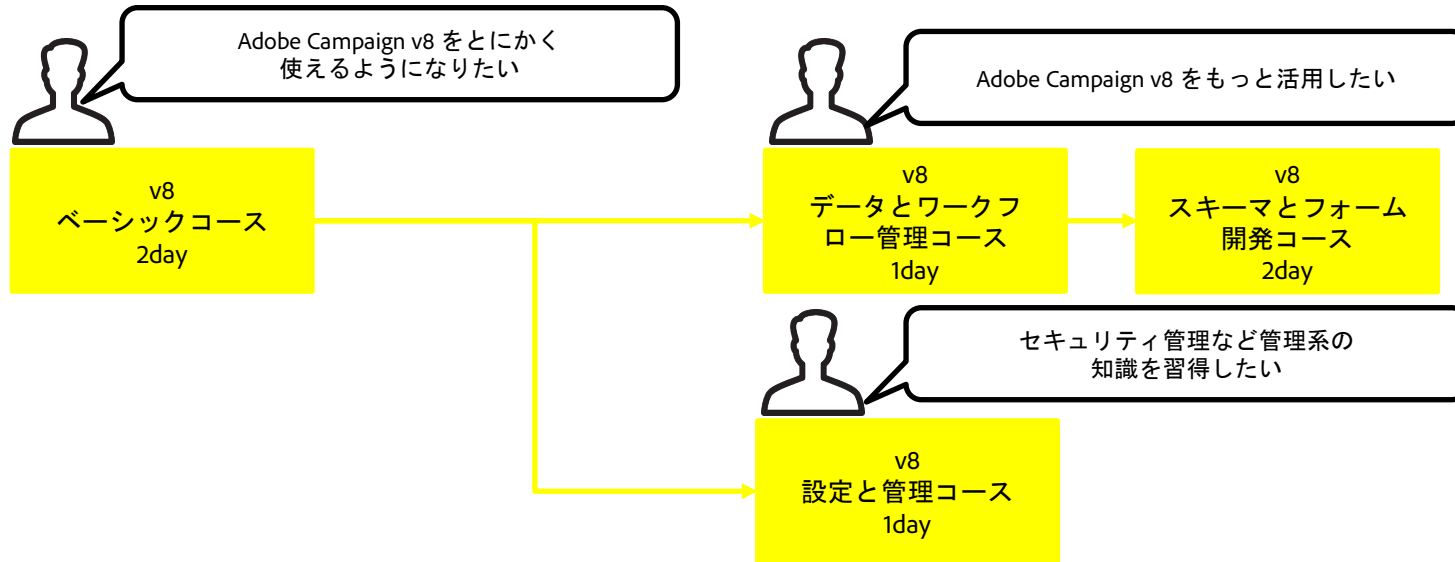 Adobe Campaign v8 をとにかく
使えるようになりたい
Adobe Campaign v8 をもっと活用したい
v8
ベーシックコース
2day
v8
データとワークフ
ロー管理コース
1day
v8
スキーマとフォーム
開発コース
2day
セキュリティ管理など管理系の
知識を習得したい
v8
設定と管理コース
1day